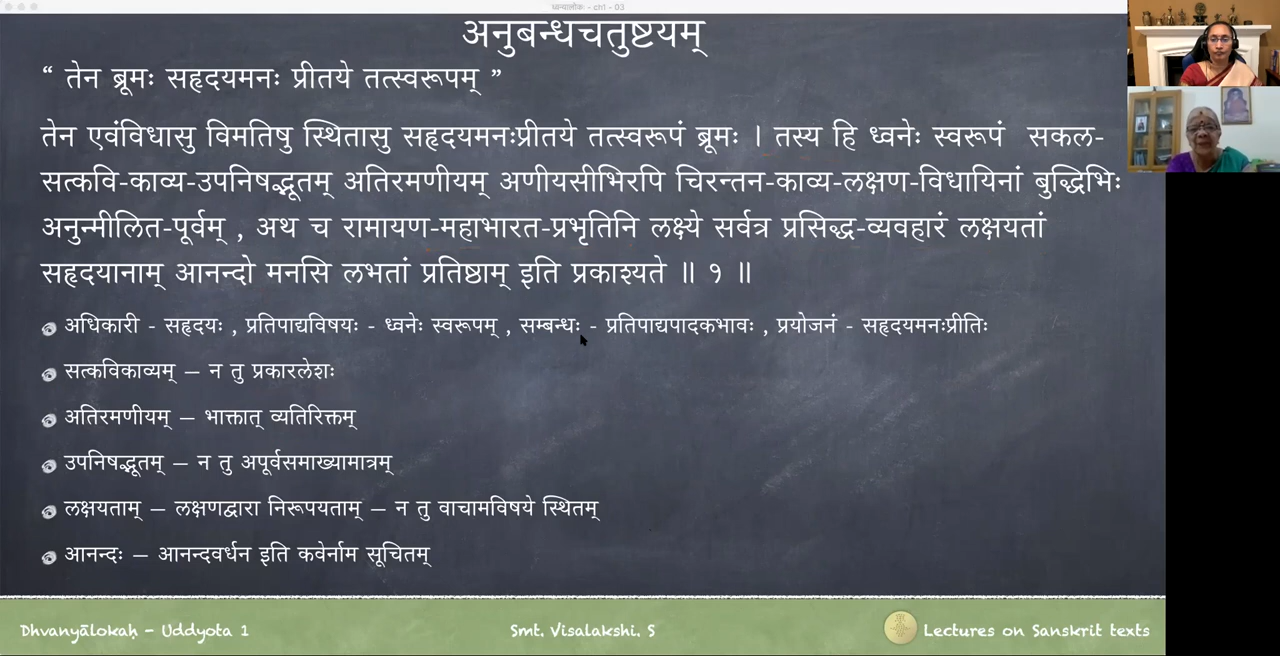 ध्वन्यालोकः - ch1 - 03
अनुबन्धचतुष्टयम्
“ तेन ब्रूमः सहृदयमनः प्रीतये तत्स्वरूपम् ”
तेन एवंविधासु विमतिषु स्थितासु सहृदयमनःप्रीतये तत्स्वरूपं ब्रूमः । तस्य हि ध्वनेः स्वरूपं सकल-
सत्कवि-काव्य-उपनिषद्भूतम् अतिरमणीयम् अणीयसीभिरपि चिरन्तन-काव्य-लक्षण-विधायिनां बुद्धिभिः
अनुन्मीलित-पूर्वम् , अथ च रामायण-महाभारत-प्रभृतिनि लक्ष्ये सर्वत्र प्रसिद्ध-व्यवहारं लक्षयतां
सहृदयानाम् आनन्दो मनसि लभतां प्रतिष्ठाम् इति प्रकाश्यते ॥ १ ॥
अधिकारी - सहृदयः , प्रतिपाद्यविषयः - ध्वनेः स्वरूपम् , सम्बन्धः - प्रतिपाद्यपादकभावः , प्रयोजनं - सहृदयमनःप्रीतिः
सत्कविकाव्यम् – न तु प्रकारलेशः
अतिरमणीयम् – भाक्तात् व्यतिरिक्तम्
उपनिषद्भूतम् – न तु अपूर्वसमाख्यामात्रम्
लक्षयताम् – लक्षणद्वारा निरूपयताम् – न तु वाचामविषये स्थितम्
आनन्दः – आनन्दवर्धन इति कवेर्नाम सूचितम्
Dhvanyālokaḥ - Uddyota 1
Smt. Visalakshi. S
Lectures on Sanskrit texts